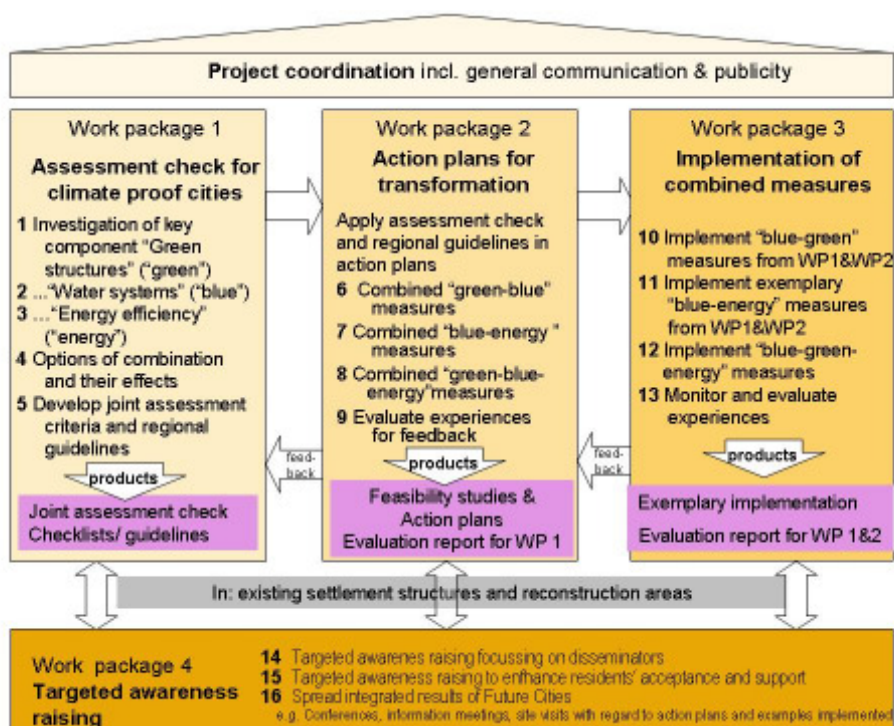 Project coordination incl. general communication & publicity
Work package 1
Assessment check for
climate proof cities
1 Investigation of key
component "Green
structures" ("green")
2 ..."Water systems" ("blue")
3 ..."Energy efficiency"
("energy")
4 Options of combination
and their effects
5 Develop joint assessment
criteria and regional
guidelines
products
Joint assessment check
Checklists/ guidelines
Work package 2
Action plans for
transformation
Apply assessment check
and regional guidelines in
action plans
6 Combined "green-blue"
measures
7 Combined "blue-energy "
measures
8 Combined "green-blue-
energy"measures
9 Evaluate experiences
for feedback
feed-
back
products
Feasibility studies &
Action plans
Evaluation report for WP 1
Work package 3
Implementation of
combined measures
10 Implement "blue-green"
measures from WP1&WP2
11 Implement exemplary
"blue-energy" measures
from WP1&WP2
12 Implement "blue-green-
energy" measures
13 Monitor and evaluate
experiences
feed-
back
products
Exemplary implementation
Evaluation report for WP 1&2
In: existing settlement structures and reconstruction areas
Work package 4
Targeted awareness
raising
14 Targeted awarenes raising focussing on disseminators
15 Targeted awareness raising to enfhance residents' acceptance and support
16 Spread integrated results of Future Cities
e.g. Conferences, information meetings, site visits with regard to action plans and examples implemented